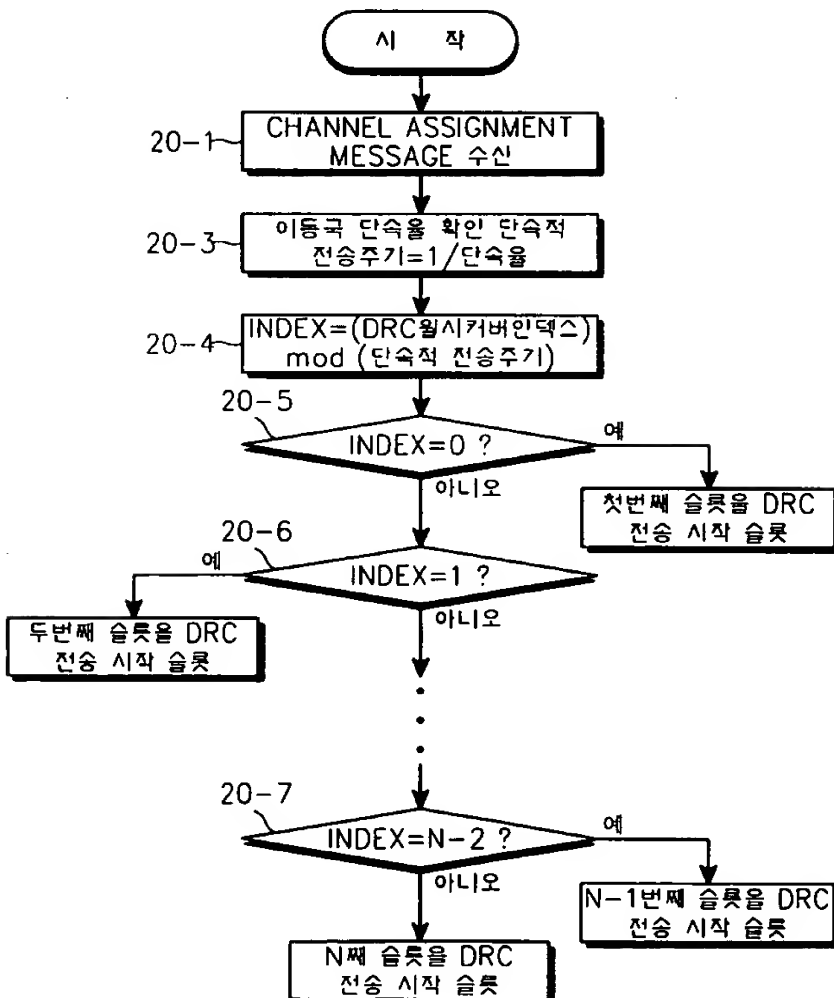 시 작
20-1
CHANNEL ASSIGNMENT
MESSAGE 수신
20-3
이동국 단속율 확인 단속적
전송주기=1/단속율
20-4
INDEX=(DRC월시커버인덱스)
mod (단속적 전송주기)
20-5
INDEX=0 ?
예
아니오
첫번째 슬롯을 DRC
전송 시작 슬롯
20-6
INDEX=1 ?
예
아니오
두번째 슬롯을 DRC
전송 시작 슬롯
20-7
INDEX=N-2 ?
예
아니오
N-1번째 슬롯을 DRC
전송 시작 슬롯
N째 슬롯을 DRC
전송 시작 슬롯